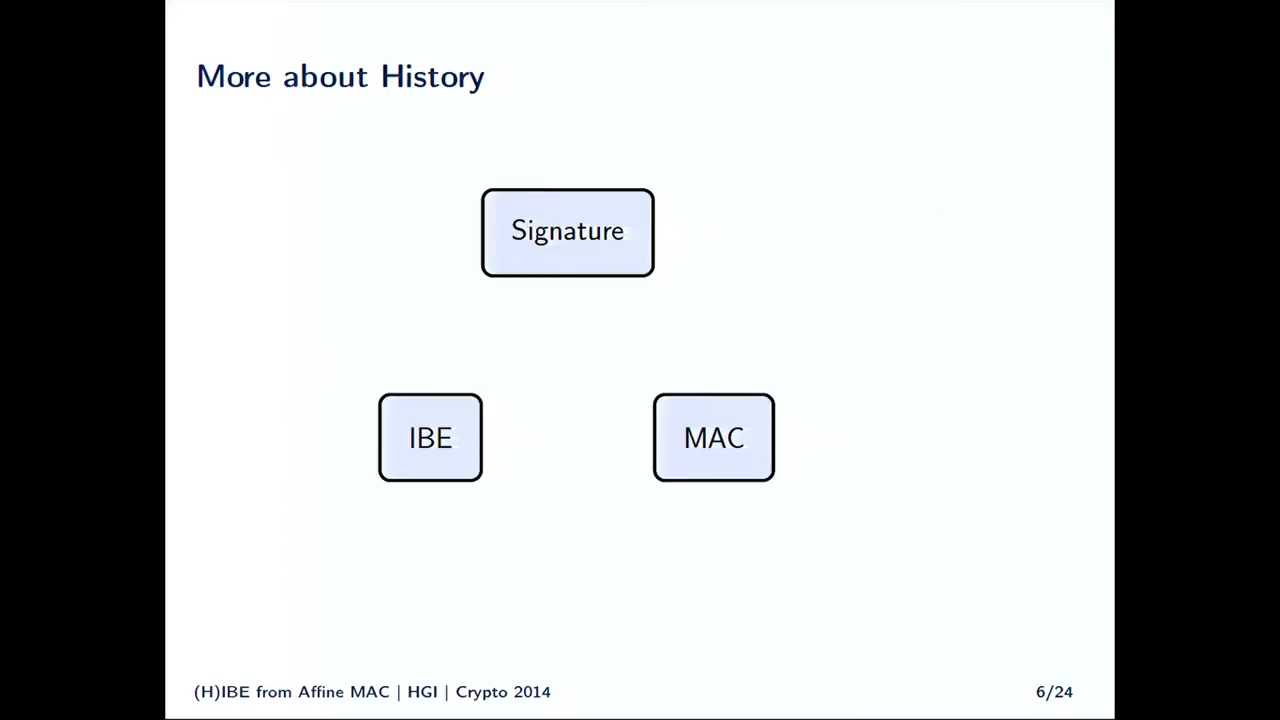 More about History
Signature
IBE
MAC
(H)IBE from Affine MAC | HGI | Crypto 2014
6/24